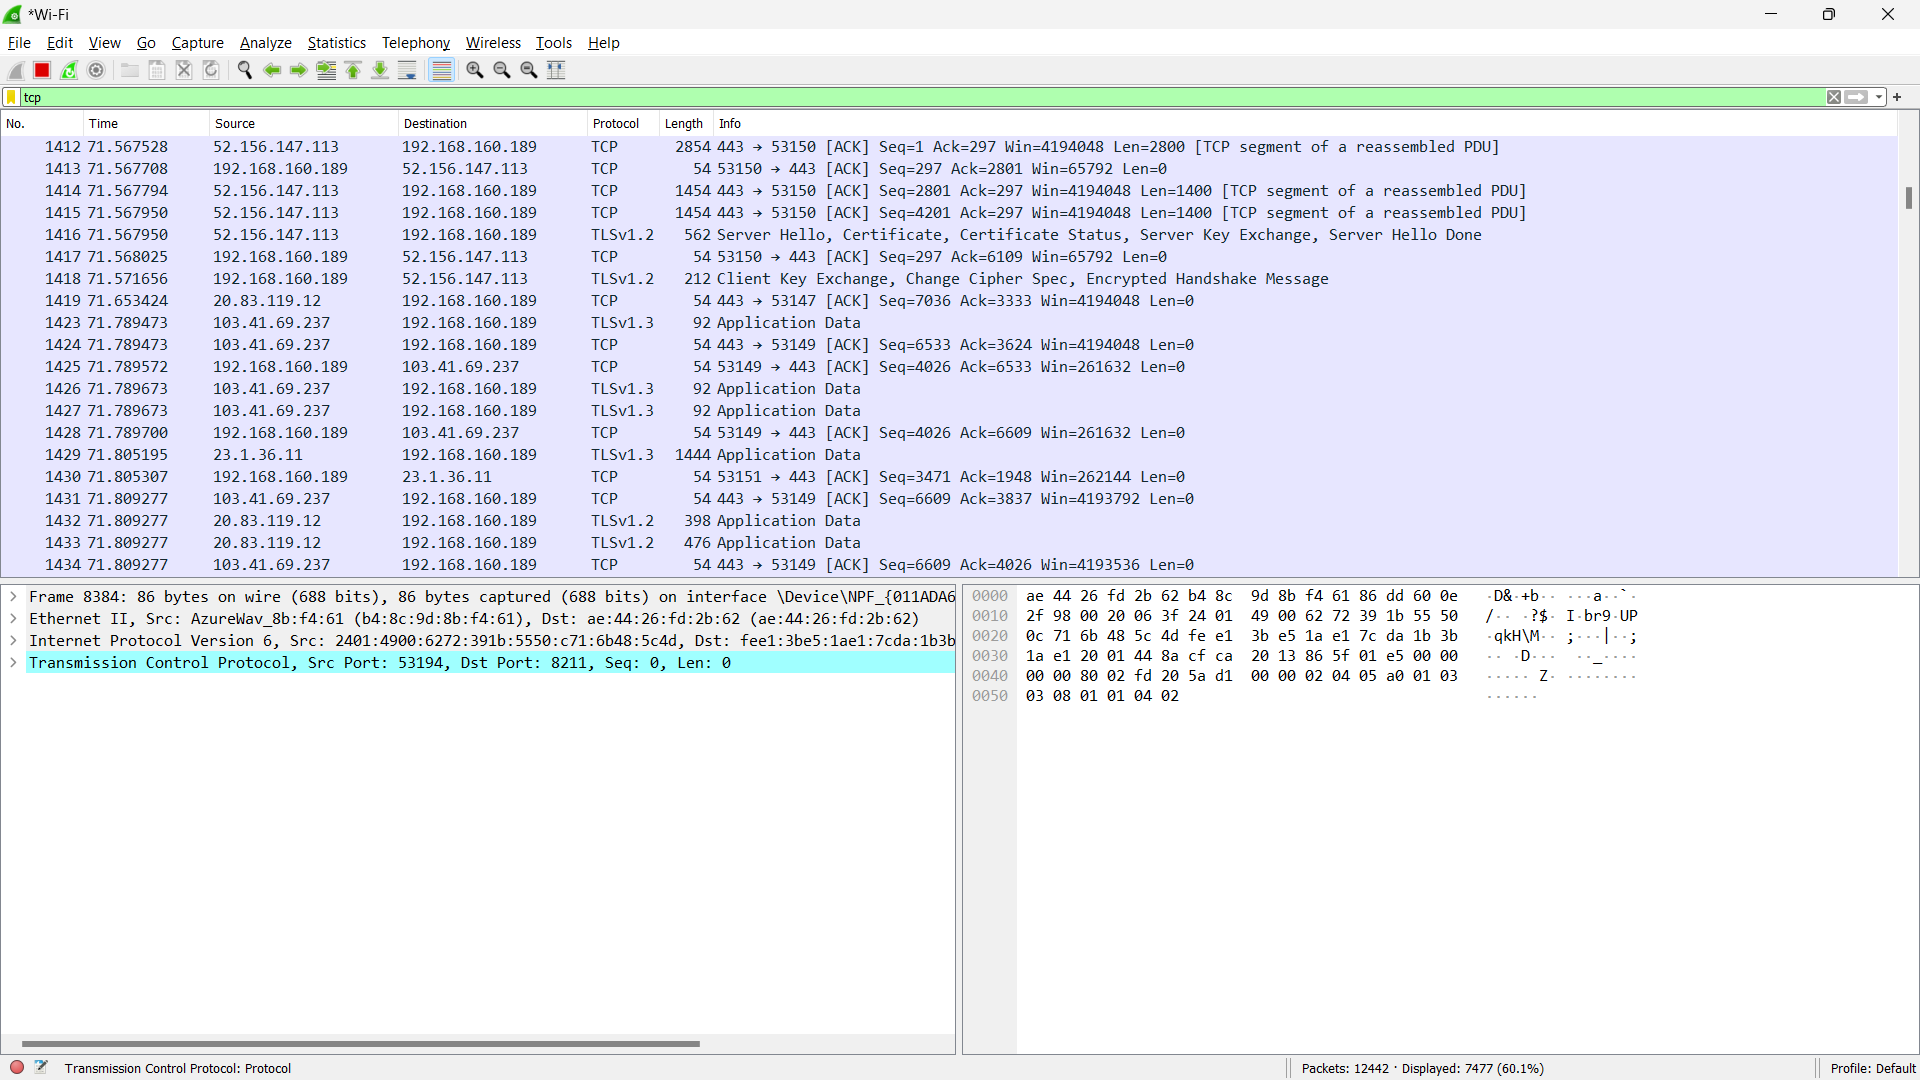 *Wi-Fi
File Edit View Go Capture Analyze Statistics Telephony Wireless Tools Help
tcp
No. Time Source Destination Protocol Length Info
1412 71.567528 52.156.147.113 192.168.160.189 TCP 2854 443 → 53150 [ACK] Seq=1 Ack=297 Win=4194048 Len=2800 [TCP segment of a reassembled PDU]
1413 71.567708 192.168.160.189 52.156.147.113 TCP 54 53150 → 443 [ACK] Seq=297 Ack=2801 Win=65792 Len=0
1414 71.567794 52.156.147.113 192.168.160.189 TCP 1454 443 → 53150 [ACK] Seq=2801 Ack=297 Win=4194048 Len=1400 [TCP segment of a reassembled PDU]
1415 71.567950 52.156.147.113 192.168.160.189 TCP 1454 443 → 53150 [ACK] Seq=4201 Ack=297 Win=4194048 Len=1400 [TCP segment of a reassembled PDU]
1416 71.567950 52.156.147.113 192.168.160.189 TLSv1.2 562 Server Hello, Certificate, Certificate Status, Server Key Exchange, Server Hello Done
1417 71.568025 192.168.160.189 52.156.147.113 TCP 54 53150 → 443 [ACK] Seq=297 Ack=6109 Win=65792 Len=0
1418 71.571656 192.168.160.189 52.156.147.113 TLSv1.2 212 Client Key Exchange, Change Cipher Spec, Encrypted Handshake Message
1419 71.653424 20.83.119.12 192.168.160.189 TCP 54 443 → 53147 [ACK] Seq=7036 Ack=3333 Win=4194048 Len=0
1423 71.789473 103.41.69.237 192.168.160.189 TLSv1.3 92 Application Data
1424 71.789473 103.41.69.237 192.168.160.189 TCP 54 443 → 53149 [ACK] Seq=6533 Ack=3624 Win=4194048 Len=0
1425 71.789572 192.168.160.189 103.41.69.237 TCP 54 53149 → 443 [ACK] Seq=4026 Ack=6533 Win=261632 Len=0
1426 71.789673 103.41.69.237 192.168.160.189 TLSv1.3 92 Application Data
1427 71.789673 103.41.69.237 192.168.160.189 TLSv1.3 92 Application Data
1428 71.789700 192.168.160.189 103.41.69.237 TCP 54 53149 → 443 [ACK] Seq=4026 Ack=6609 Win=261632 Len=0
1429 71.805195 23.1.36.11 192.168.160.189 TLSv1.3 1444 Application Data
1430 71.805307 192.168.160.189 23.1.36.11 TCP 54 53151 → 443 [ACK] Seq=3471 Ack=1948 Win=262144 Len=0
1431 71.809277 103.41.69.237 192.168.160.189 TCP 54 443 → 53149 [ACK] Seq=6609 Ack=3837 Win=4193792 Len=0
1432 71.809277 20.83.119.12 192.168.160.189 TLSv1.2 398 Application Data
1433 71.809277 20.83.119.12 192.168.160.189 TLSv1.2 476 Application Data
1434 71.809277 103.41.69.237 192.168.160.189 TCP 54 443 → 53149 [ACK] Seq=6609 Ack=4026 Win=4193536 Len=0
Frame 8384: 86 bytes on wire (688 bits), 86 bytes captured (688 bits) on interface \Device\NPF_{011ADA6
Ethernet II, Src: AzureWav_8b:f4:61 (b4:8c:9d:8b:f4:61), Dst: ae:44:26:fd:2b:62 (ae:44:26:fd:2b:62)
Internet Protocol Version 6, Src: 2401:4900:6272:391b:5550:c71:6b48:5c4d, Dst: fee1:3be5:1ae1:7cda:1b3b
Transmission Control Protocol, Src Port: 53194, Dst Port: 8211, Seq: 0, Len: 0
0000 ae 44 26 fd 2b 62 b4 8c 9d 8b f4 61 86 dd 60 0e ·D&·+b·· ···a··`·
0010 2f 98 00 20 06 3f 24 01 49 00 62 72 39 1b 55 50 /·· ·?$· I·br9·UP
0020 0c 71 6b 48 5c 4d fe e1 3b e5 1a e1 7c da 1b 3b ·qkH\M·· ;···|··;
0030 1a e1 20 01 44 8a cf ca 20 13 86 5f 01 e5 00 00 ·· ·D··· ··_····
0040 00 00 80 02 fd 20 5a d1 00 00 02 04 05 a0 01 03 ····· Z· ········
0050 03 08 01 01 04 02 ······
Transmission Control Protocol: Protocol
Packets: 12442 · Displayed: 7477 (60.1%)
Profile: Default